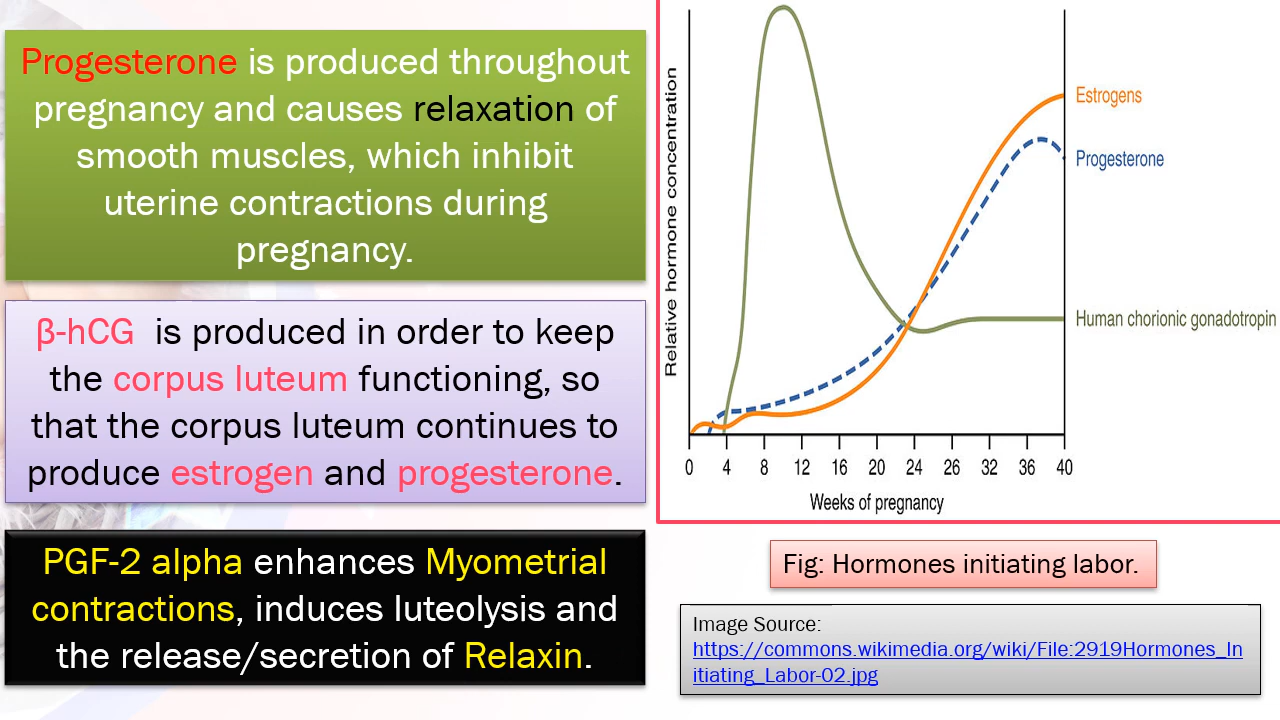 Progesterone is produced throughout
pregnancy and causes relaxation of
smooth muscles, which inhibit
uterine contractions during
pregnancy.
β-hCG is produced in order to keep
the corpus luteum functioning, so
that the corpus luteum continues to
produce estrogen and progesterone.
PGF-2 alpha enhances Myometrial
contractions, induces luteolysis and
the release/secretion of Relaxin.
Relative hormone concentration
Estrogens
Progesterone
Human chorionic gonadotropin
0 4 8 12 16 20 24 26 32 36 40
Weeks of pregnancy
Fig: Hormones initiating labor.
Image Source:
https://commons.wikimedia.org/wiki/File:2919Hormones_In
itiating_Labor-02.jpg